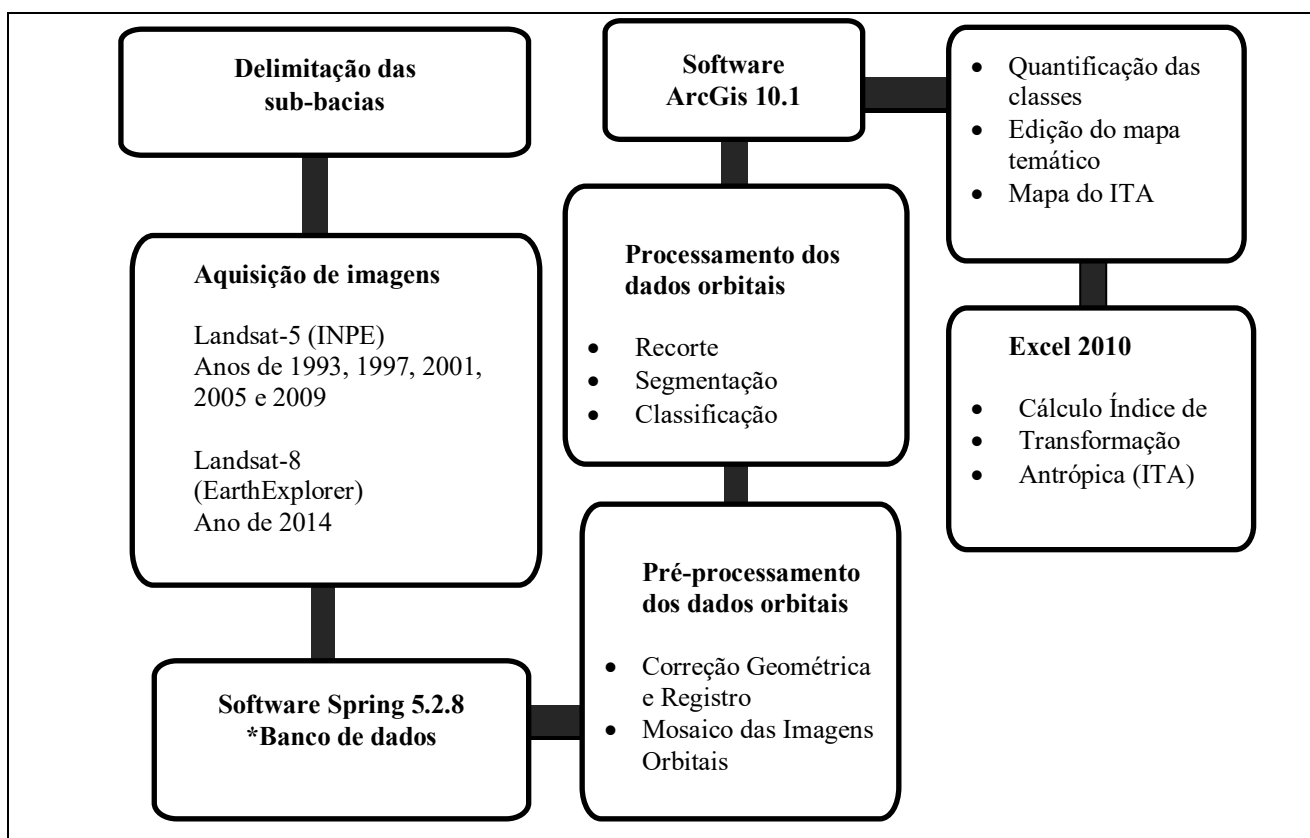 Delimitação das
sub-bacias
Aquisição de imagens
Landsat-5 (INPE)
Anos de 1993, 1997, 2001,
2005 e 2009
Landsat-8
(EarthExplorer)
Ano de 2014
Software Spring 5.2.8
*Banco de dados
Pré-processamento
dos dados orbitais
• Correção Geométrica
e Registro
• Mosaico das Imagens
Orbitais
Processamento dos
dados orbitais
• Recorte
• Segmentação
• Classificação
Software
ArcGis 10.1
• Quantificação das
classes
• Edição do mapa
temático
• Mapa do ITA
Excel 2010
• Cálculo Índice de
• Transformação
• Antrópica (ITA)